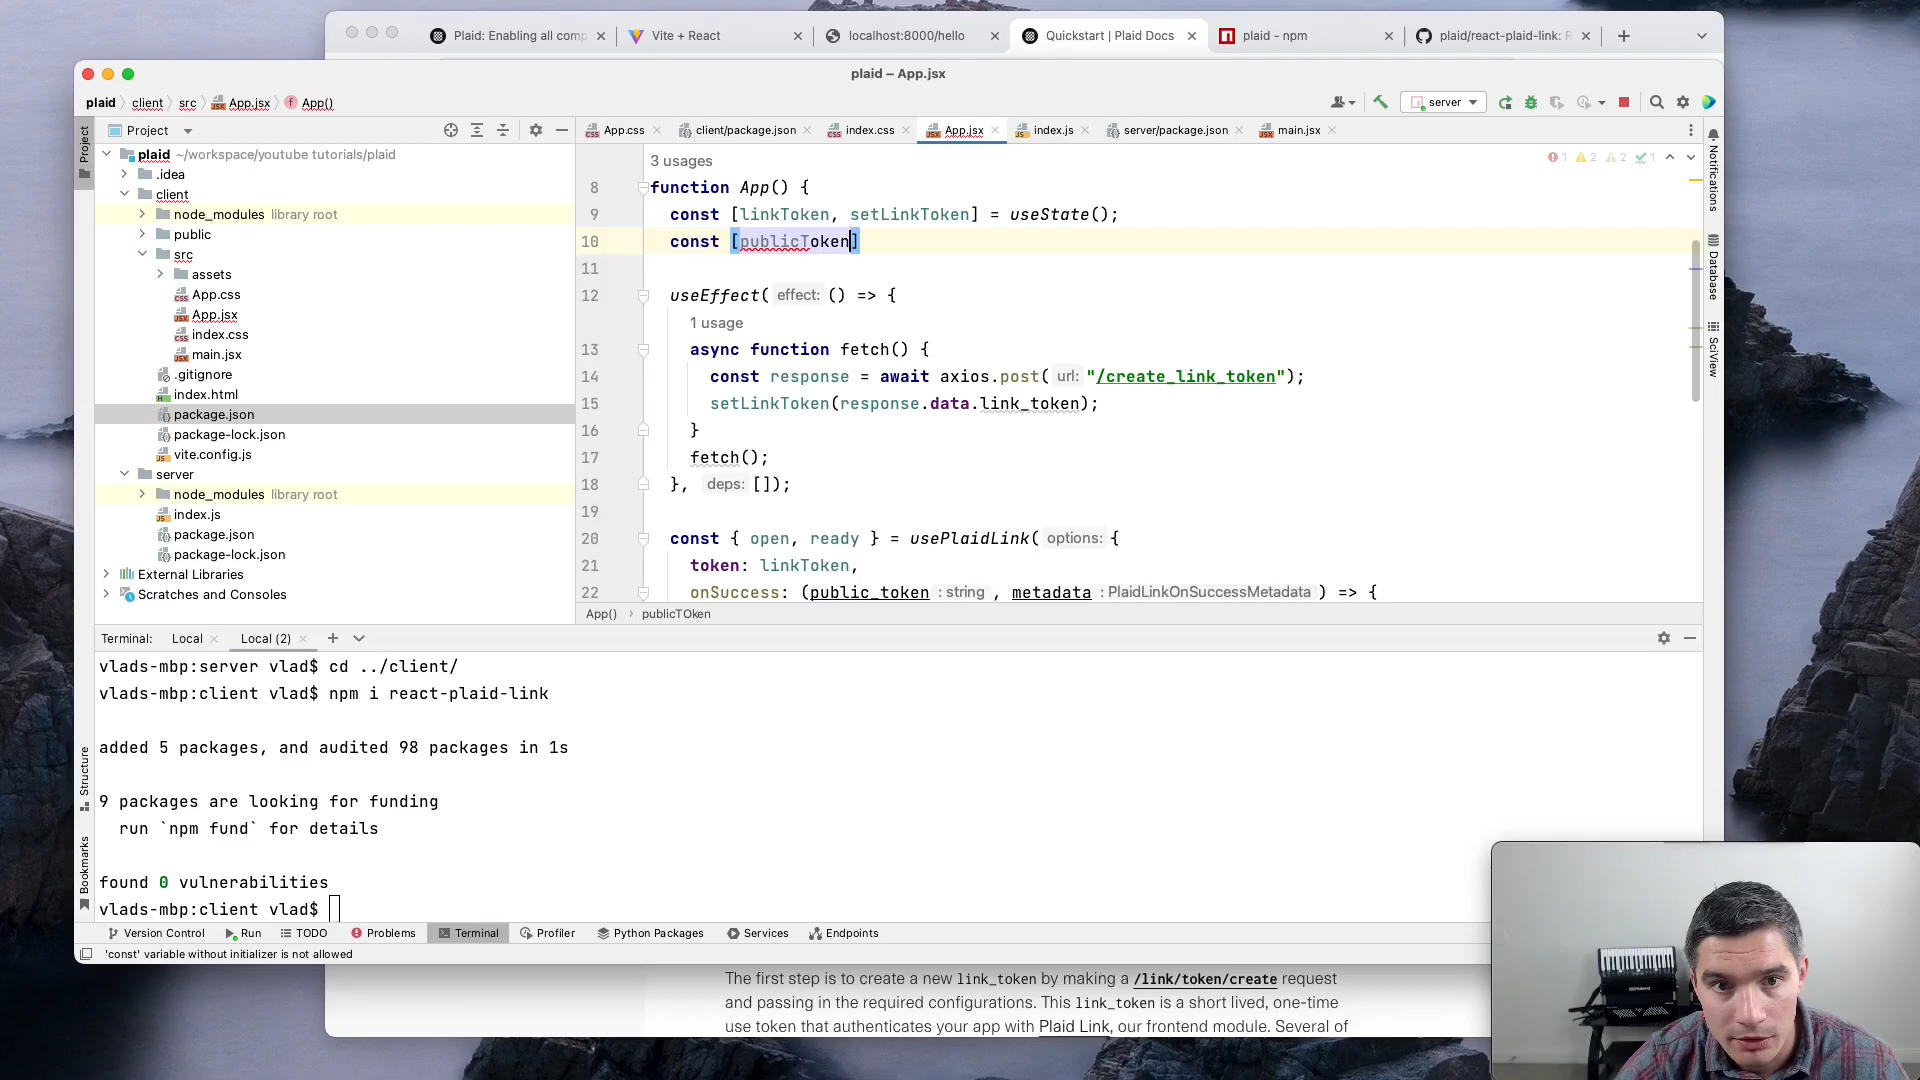 Plaid: Enabling all comp
Vite + React
localhost:8000/hello
Quickstart | Plaid Docs
plaid - npm
plaid/react-plaid-link: R
plaid – App.jsx
plaid
client
src
App.jsx
App()
server
Project
App.css
client/package.json
index.css
App.jsx
index.js
server/package.json
main.jsx
Project
plaid ~/workspace/youtube tutorials/plaid
.idea
client
node_modules library root
public
src
assets
App.css
App.jsx
index.css
main.jsx
.gitignore
index.html
package.json
package-lock.json
vite.config.js
server
node_modules library root
index.js
package.json
package-lock.json
External Libraries
Scratches and Consoles
3 usages
1 2 2 1
8 function App() {
9 const [linkToken, setLinkToken] = useState();
10 const [publicTOken]
11
12 useEffect( effect: () => {
1 usage
13 async function fetch() {
14 const response = await axios.post( url: "/create_link_token");
15 setLinkToken(response.data.link_token);
16 }
17 fetch();
18 }, deps: []);
19
20 const { open, ready } = usePlaidLink( options: {
21 token: linkToken,
22 onSuccess: (public_token : string , metadata : PlaidLinkOnSuccessMetadata ) => {
App() publicTOken
Notifications
Database
SciView
Structure
Bookmarks
Terminal: Local Local (2)
vlads-mbp:server vlad$ cd ../client/
vlads-mbp:client vlad$ npm i react-plaid-link
added 5 packages, and audited 98 packages in 1s
9 packages are looking for funding
run `npm fund` for details
found 0 vulnerabilities
vlads-mbp:client vlad$
Version Control
Run
TODO
Problems
Terminal
Profiler
Python Packages
Services
Endpoints
'const' variable without initializer is not allowed
The first step is to create a new link_token by making a /link/token/create request
and passing in the required configurations. This link_token is a short lived, one-time
use token that authenticates your app with Plaid Link, our frontend module. Several of
Roland